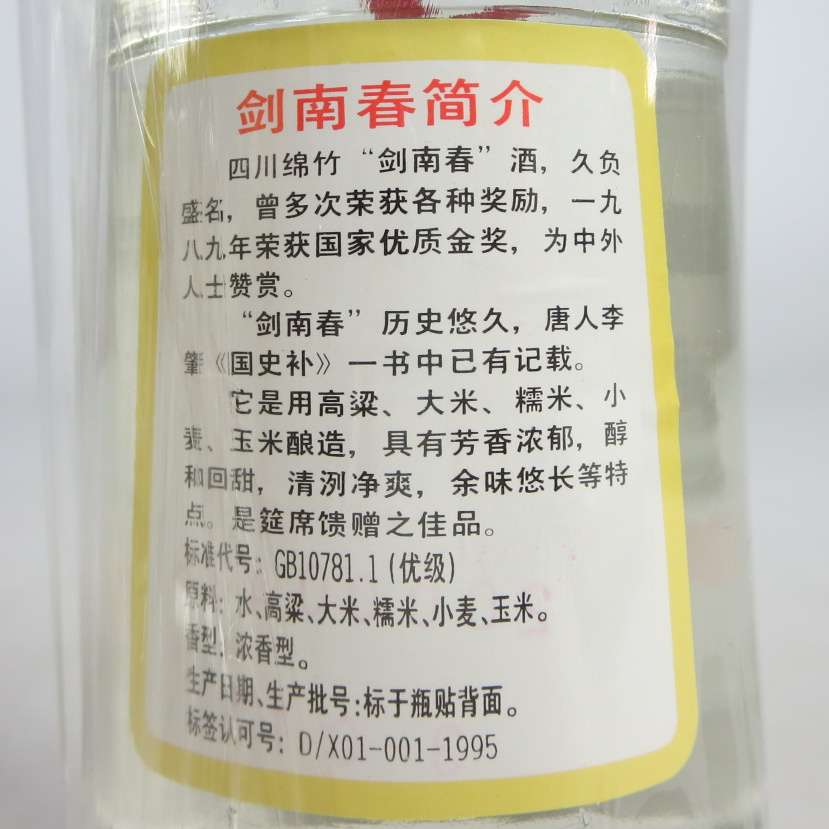 剑南春简介
四川绵竹“剑南春”酒，久负
盛名，曾多次荣获各种奖励，一九
八九年荣获国家优质金奖，为中外
人士赞赏。
“剑南春”历史悠久，唐人李
肇《国史补》一书中已有记载。
它是用高粱、大米、糯米、小
麦、玉米酿造，具有芳香浓郁，醇
和回甜，清洌净爽，余味悠长等特
点。是筵席馈赠之佳品。
标准代号：GB10781.1(优级)
原料：水、高粱、大米、糯米、小麦、玉米。
香型：浓香型。
生产日期、生产批号:标于瓶贴背面。
标签认可号：D/X01-001-1995